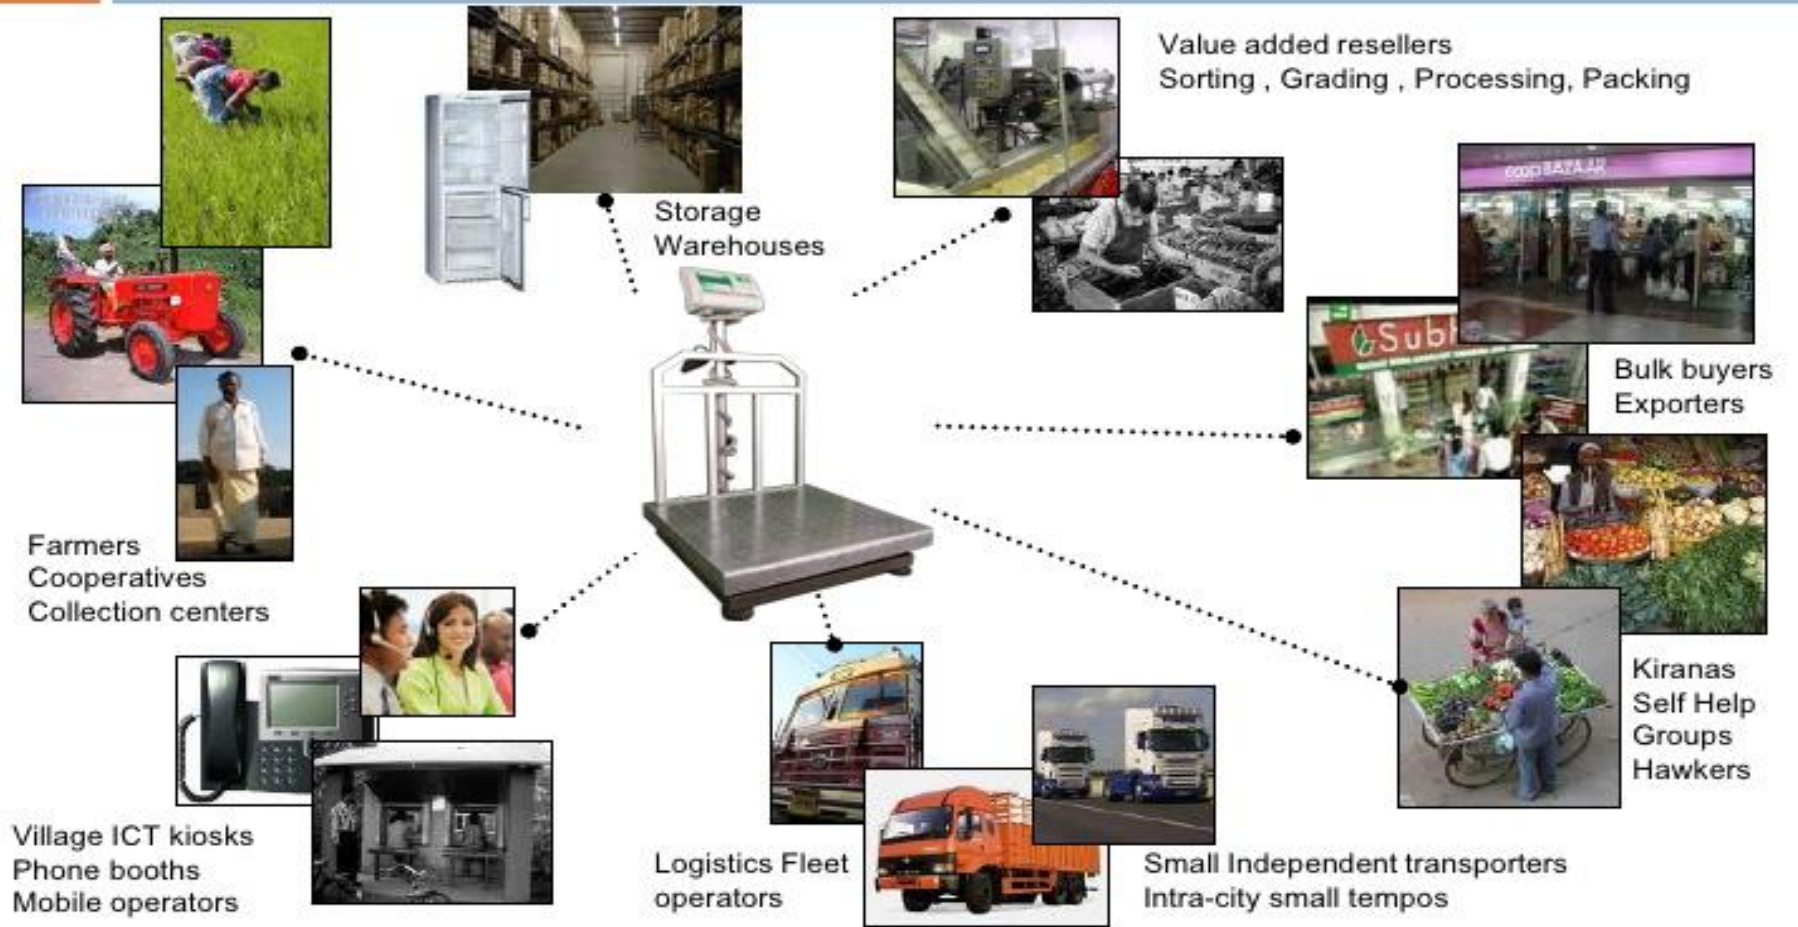 Value added resellers
Sorting , Grading , Processing, Packing
Storage
Warehouses
Bulk buyers
Exporters
Farmers
Cooperatives
Collection centers
Kiranas
Self Help
Groups
Hawkers
Village ICT kiosks
Phone booths
Mobile operators
Logistics Fleet
operators
Small Independent transporters
Intra-city small tempos